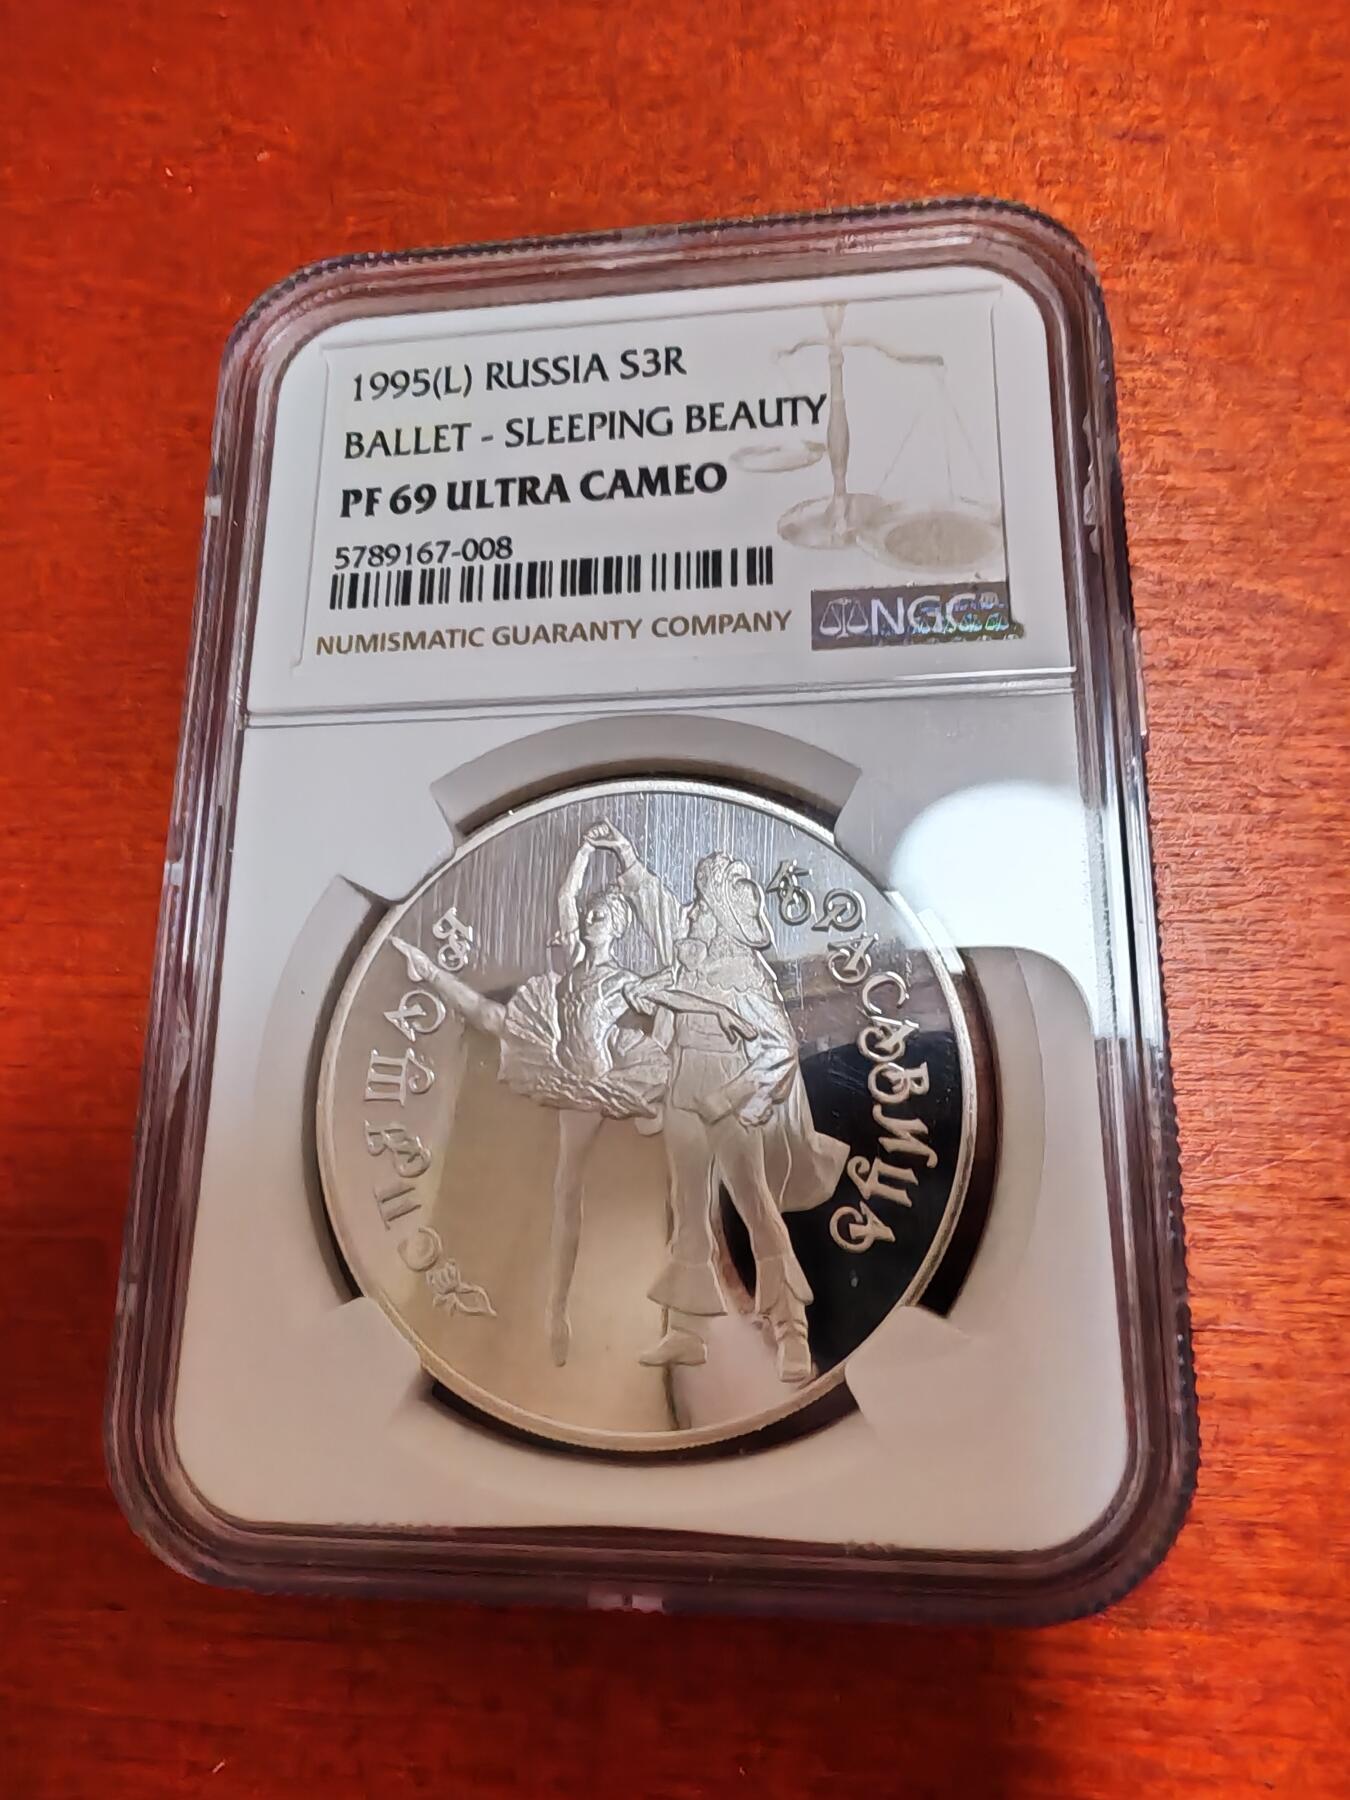 1995(L) RUSSIA S3R
BALLET - SLEEPING BEAUTY
PF 69 ULTRA CAMEO
5789167-008
NUMISMATIC GUARANTY COMPANY
NGC
СПЯЩАЯ
КРАСАВИЦА